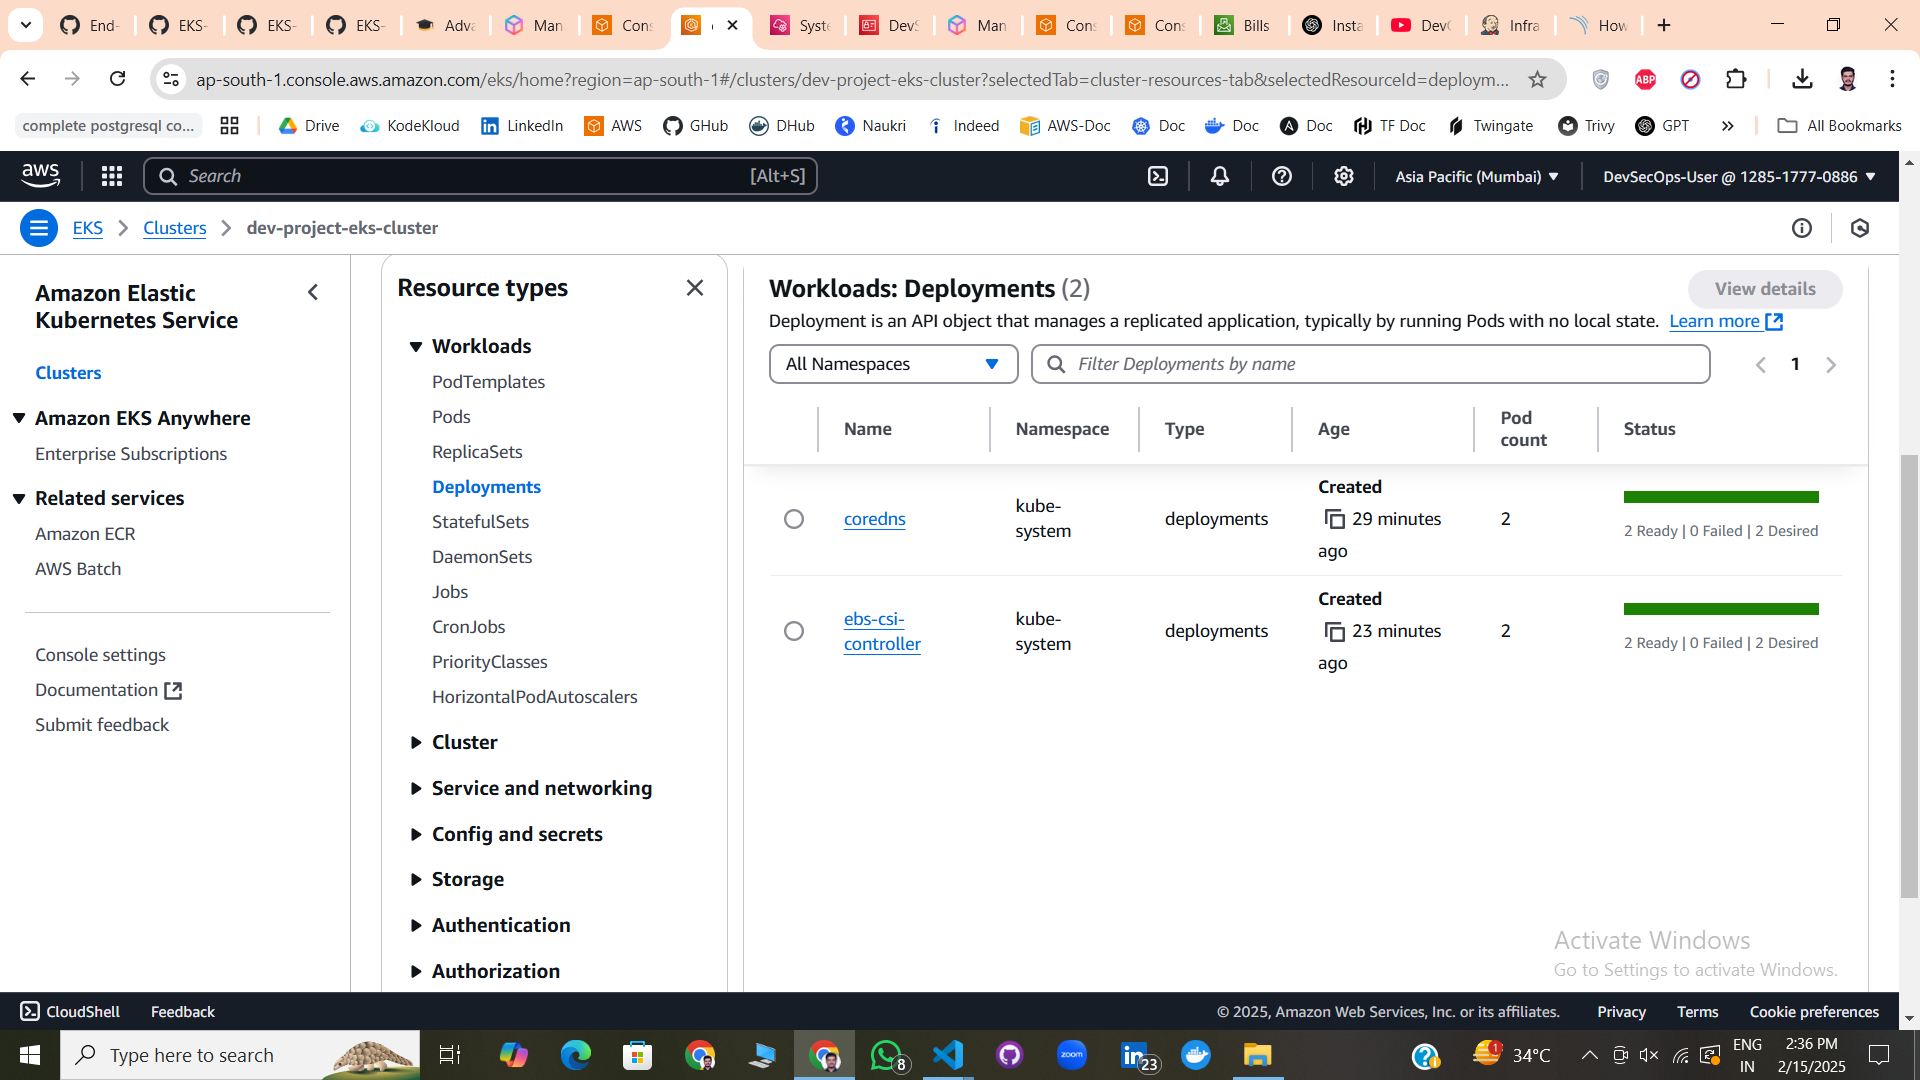 End-
EKS-
EKS-
EKS-
Adva
Man
Cons
Syste
DevS
Man
Cons
Cons
Bills
Insta
DevO
Infra
How
ap-south-1.console.aws.amazon.com/eks/home?region=ap-south-1#/clusters/dev-project-eks-cluster?selectedTab=cluster-resources-tab&selectedResourceId=deploym...
ABP
complete postgresql co...
Drive
KodeKloud
LinkedIn
AWS
GHub
DHub
Naukri
Indeed
AWS-Doc
Doc
Doc
Doc
TF Doc
Twingate
Trivy
GPT
All Bookmarks
aws
Search
[Alt+S]
Asia Pacific (Mumbai)
DevSecOps-User @ 1285-1777-0886
EKS
Clusters
dev-project-eks-cluster
Amazon Elastic
Kubernetes Service
Clusters
Amazon EKS Anywhere
Enterprise Subscriptions
Related services
Amazon ECR
AWS Batch
Console settings
Documentation
Submit feedback
Resource types
Workloads
PodTemplates
Pods
ReplicaSets
Deployments
StatefulSets
DaemonSets
Jobs
CronJobs
PriorityClasses
HorizontalPodAutoscalers
Cluster
Service and networking
Config and secrets
Storage
Authentication
Authorization
Workloads: Deployments (2)
View details
Deployment is an API object that manages a replicated application, typically by running Pods with no local state. Learn more
All Namespaces
Filter Deployments by name
1
Name
Namespace
Type
Age
Pod
count
Status
coredns
kube-
system
deployments
Created
29 minutes
ago
2
2 Ready | 0 Failed | 2 Desired
ebs-csi-
controller
kube-
system
deployments
Created
23 minutes
ago
2
2 Ready | 0 Failed | 2 Desired
Activate Windows
Go to Settings to activate Windows.
CloudShell
Feedback
© 2025, Amazon Web Services, Inc. or its affiliates.
Privacy
Terms
Cookie preferences
Type here to search
8
zoom
23
1
34°C
ENG
IN
2:36 PM
2/15/2025